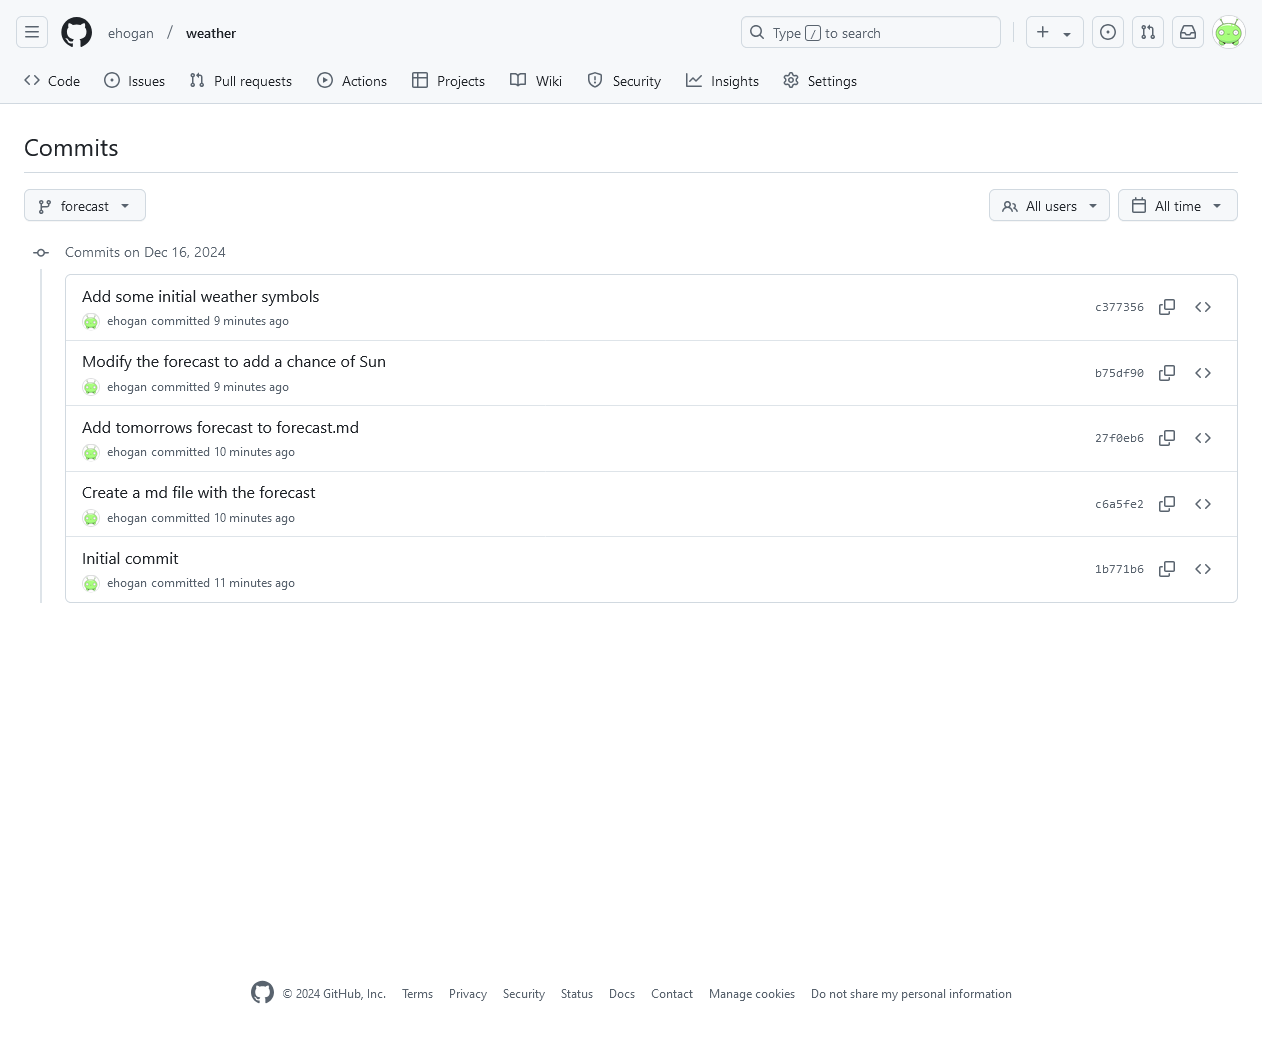 ehogan / weather
Type / to search
Code Issues Pull requests Actions Projects Wiki Security Insights Settings
Commits
forecast All users All time
Commits on Dec 16, 2024
Add some initial weather symbols
ehogan committed 9 minutes ago
c377356
Modify the forecast to add a chance of Sun
ehogan committed 9 minutes ago
b75df90
Add tomorrows forecast to forecast.md
ehogan committed 10 minutes ago
27f0eb6
Create a md file with the forecast
ehogan committed 10 minutes ago
c6a5fe2
Initial commit
ehogan committed 11 minutes ago
1b771b6
© 2024 GitHub, Inc. Terms Privacy Security Status Docs Contact Manage cookies Do not share my personal information